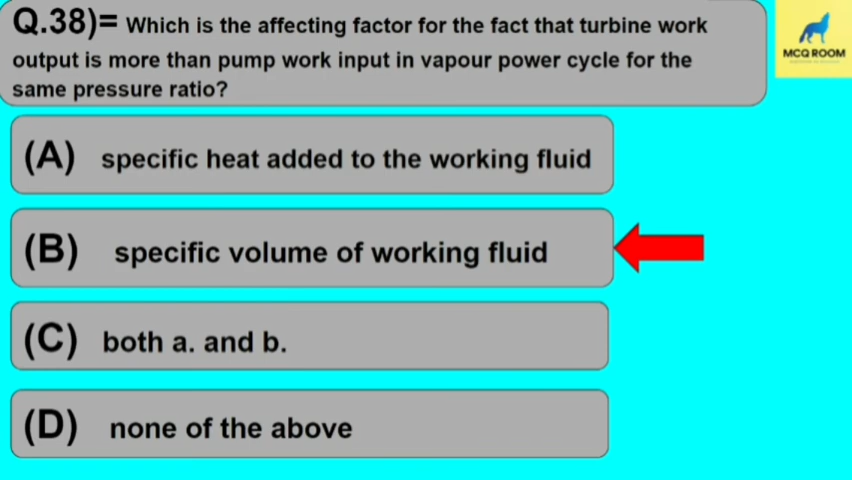 Q.38)= Which is the affecting factor for the fact that turbine work
output is more than pump work input in vapour power cycle for the
same pressure ratio?
MCQ ROOM
(A) specific heat added to the working fluid
(B) specific volume of working fluid
(C) both a. and b.
(D) none of the above